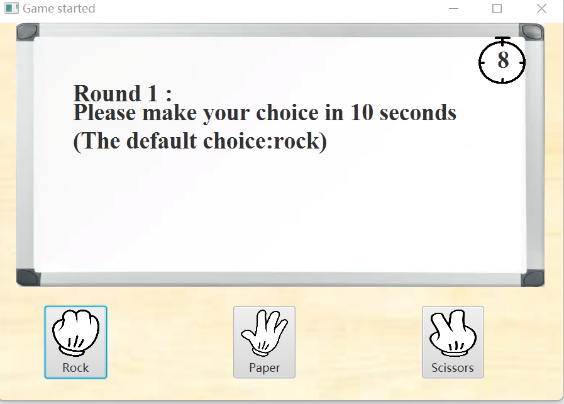 Game started
8
Round 1 :
Please make your choice in 10 seconds
(The default choice:rock)
Rock
Paper
Scissors